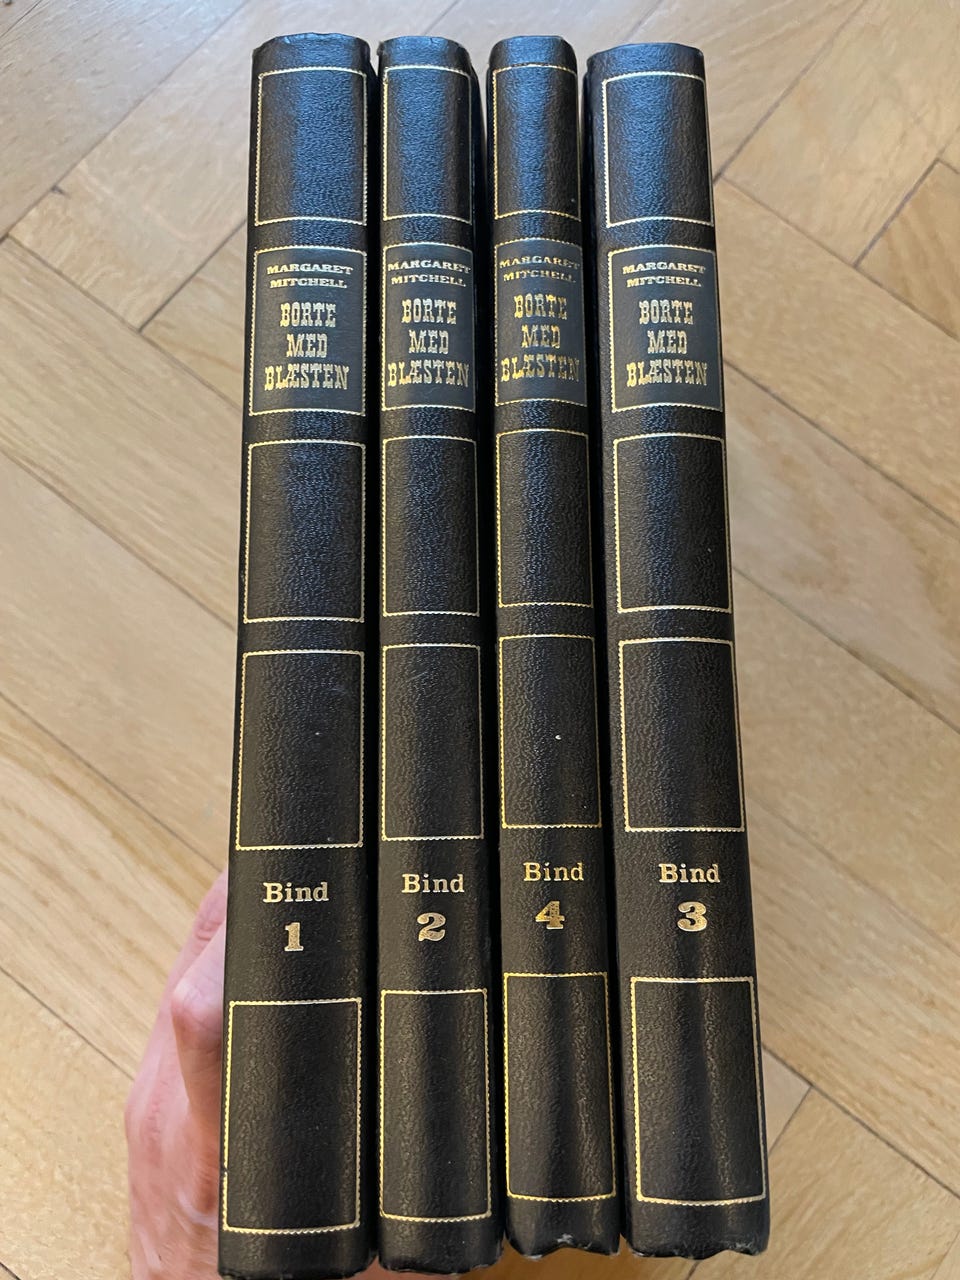 MARGARET
MITCHELL
BORTE
MED
BLÆSTEN
Bind
1
MARGARET
MITCHELL
BORTE
MED
BLÆSTEN
Bind
2
MARGARET
MITCHELL
BORTE
MED
BLÆSTEN
Bind
4
MARGARET
MITCHELL
BORTE
MED
BLÆSTEN
Bind
3